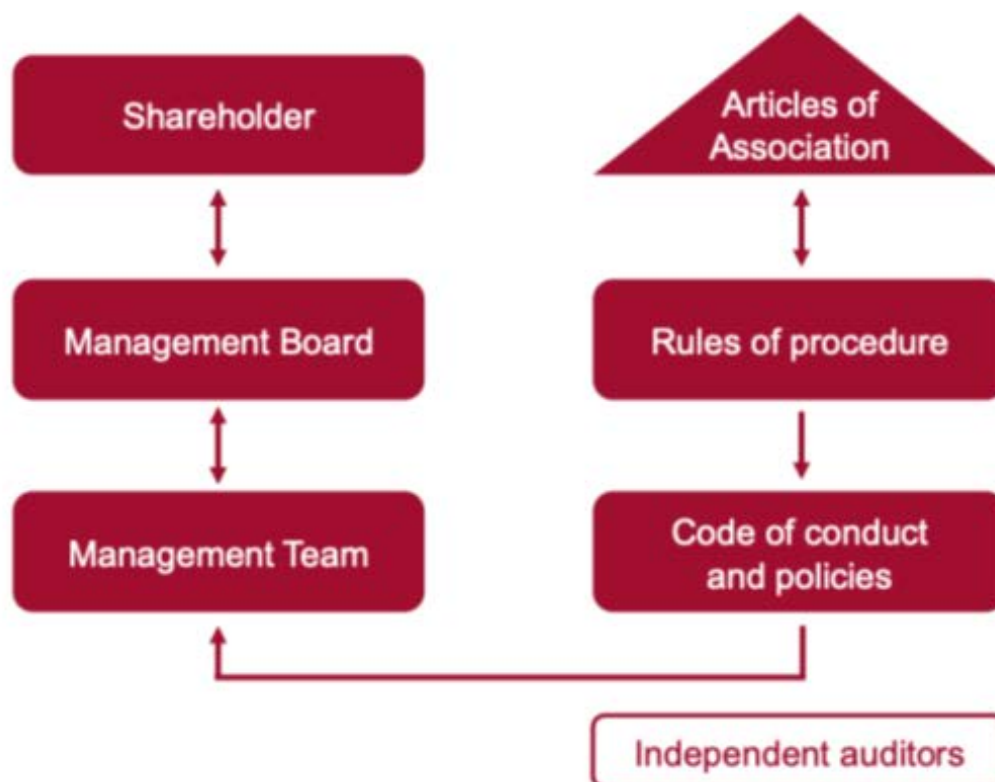 Shareholder
Articles of
Association
Management Board
Rules of procedure
Management Team
Code of conduct
and policies
Independent auditors